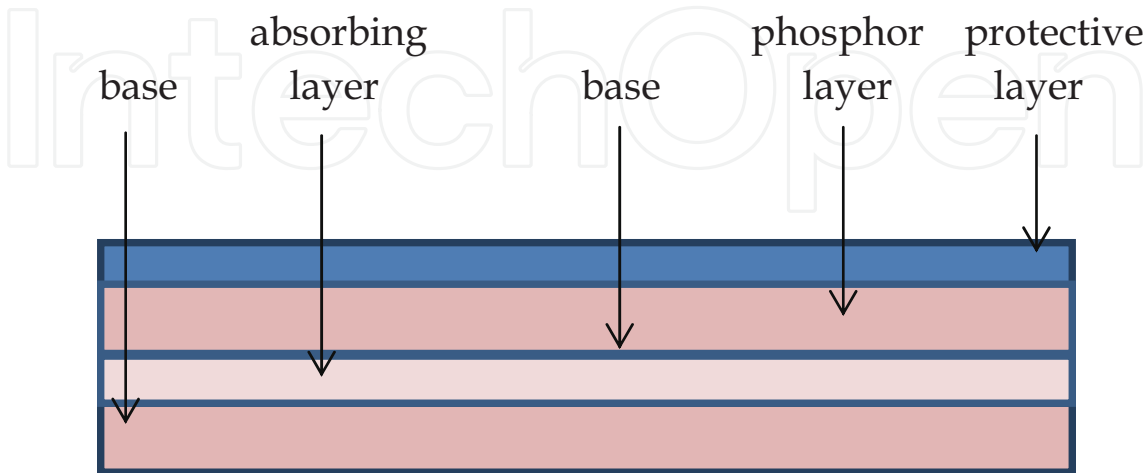 IntechOpen
base
absorbing
layer
base
phosphor
layer
protective
layer